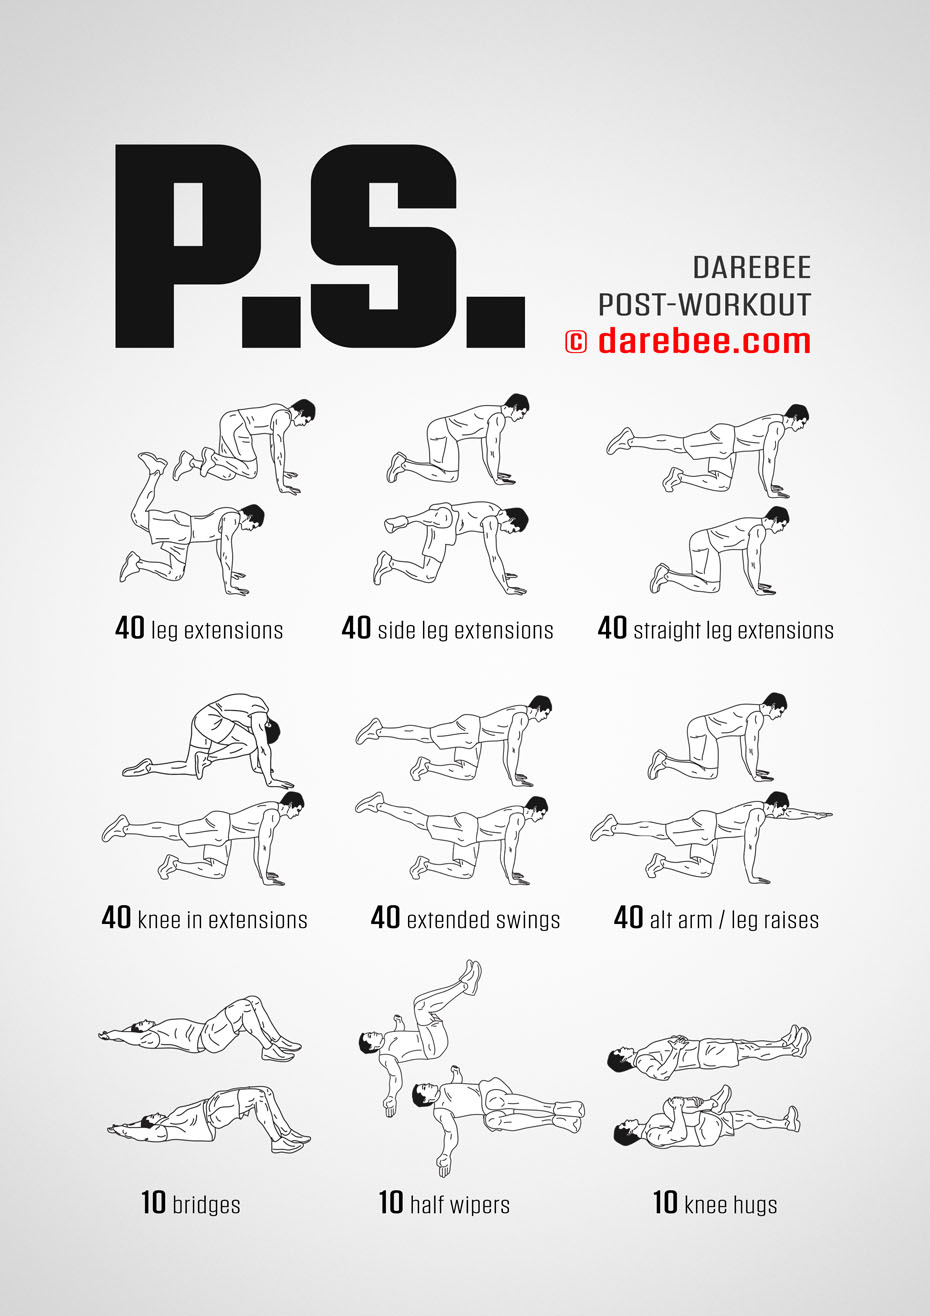 P.S.
DAREBEE
POST-WORKOUT
© darebee.com
40 leg extensions
40 side leg extensions
40 straight leg extensions
40 knee in extensions
40 extended swings
40 alt arm / leg raises
10 bridges
10 half wipers
10 knee hugs